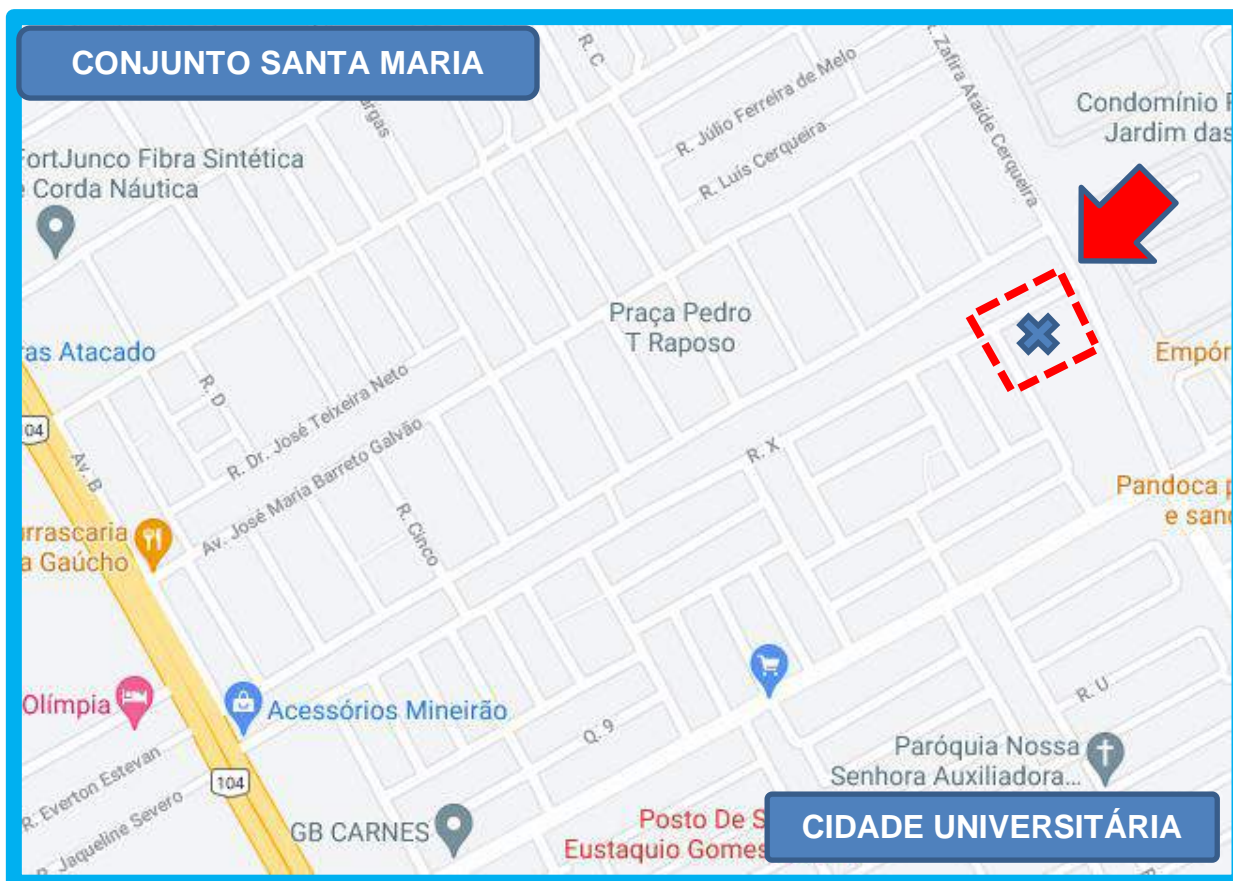 CONJUNTO SANTA MARIA
R. C
R. Júlio Ferreira de Melo
R. Zafira Ataide Cerqueira
Condomínio
Jardim das
R. Luís Cerqueira
FortJunco Fibra Sintética
Corda Náutica
Praça Pedro
T Raposo
Atacado
Empór
R. D
R. Dr. José Teixeira Neto
04
Av. B
Av. José Maria Barreto Galvão
R. X
R. Cinco
Pandoca
e
Gaúcho
Olímpia
Acessórios Mineirão
R. U
Q. 9
Paróquia Nossa
Senhora Auxiliadora...
R. Everton Estevan
104
R. Jaqueline Severo
GB CARNES
Posto De S
Eustaquio Gomes
CIDADE UNIVERSITÁRIA